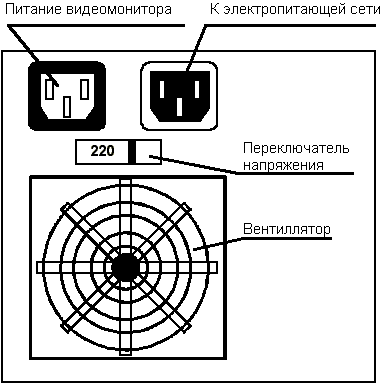 Питание видеомонитора
К электропитающей сети
220
Переключатель
напряжения
Вентиллятор